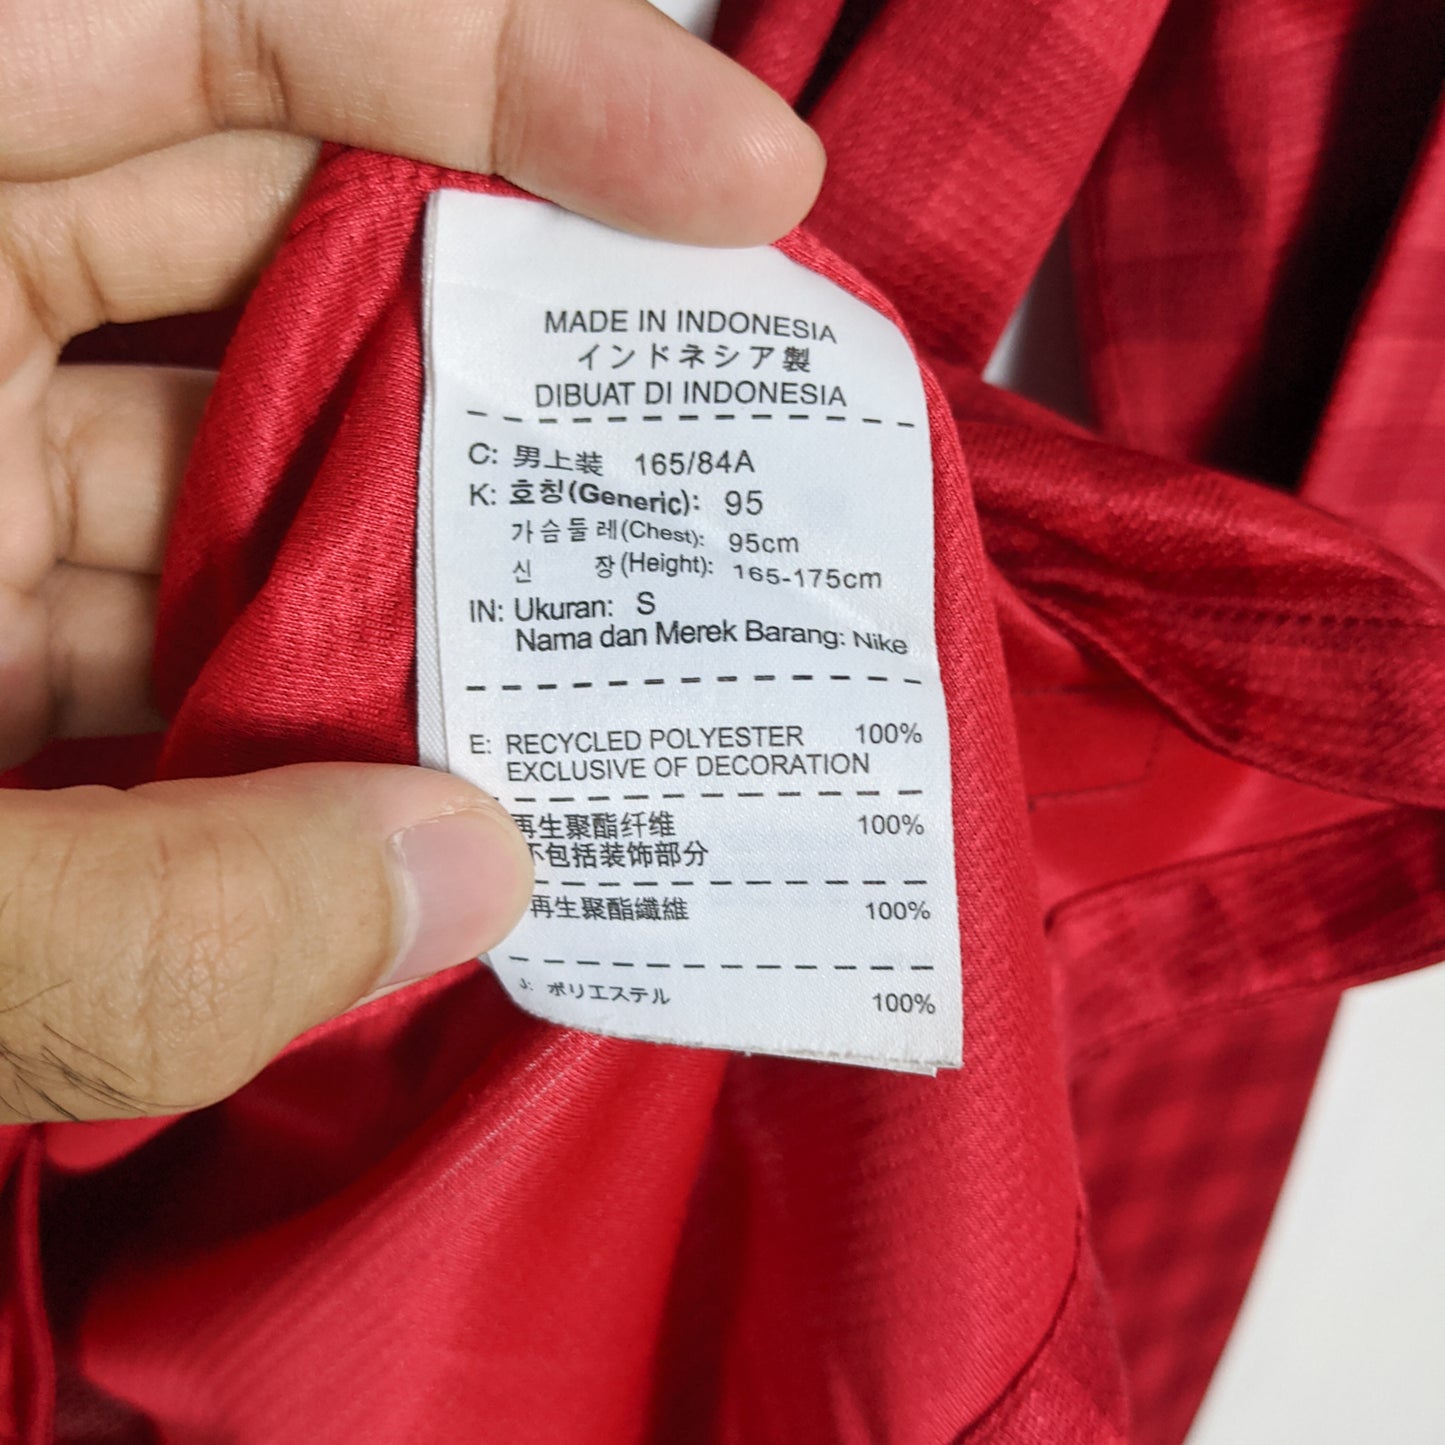 MADE IN INDONESIA
インドネシア製
DIBUAT DI INDONESIA
C: 男上装 165/84A
K: 호칭(Generic): 95
가슴둘레(Chest): 95cm
신 장(Height): 165-175cm
IN: Ukuran: S
Nama dan Merek Barang: Nike
E: RECYCLED POLYESTER 100%
EXCLUSIVE OF DECORATION
再生聚酯纤维 100%
不包括装饰部分
再生聚酯纖維 100%
J: ポリエステル 100%